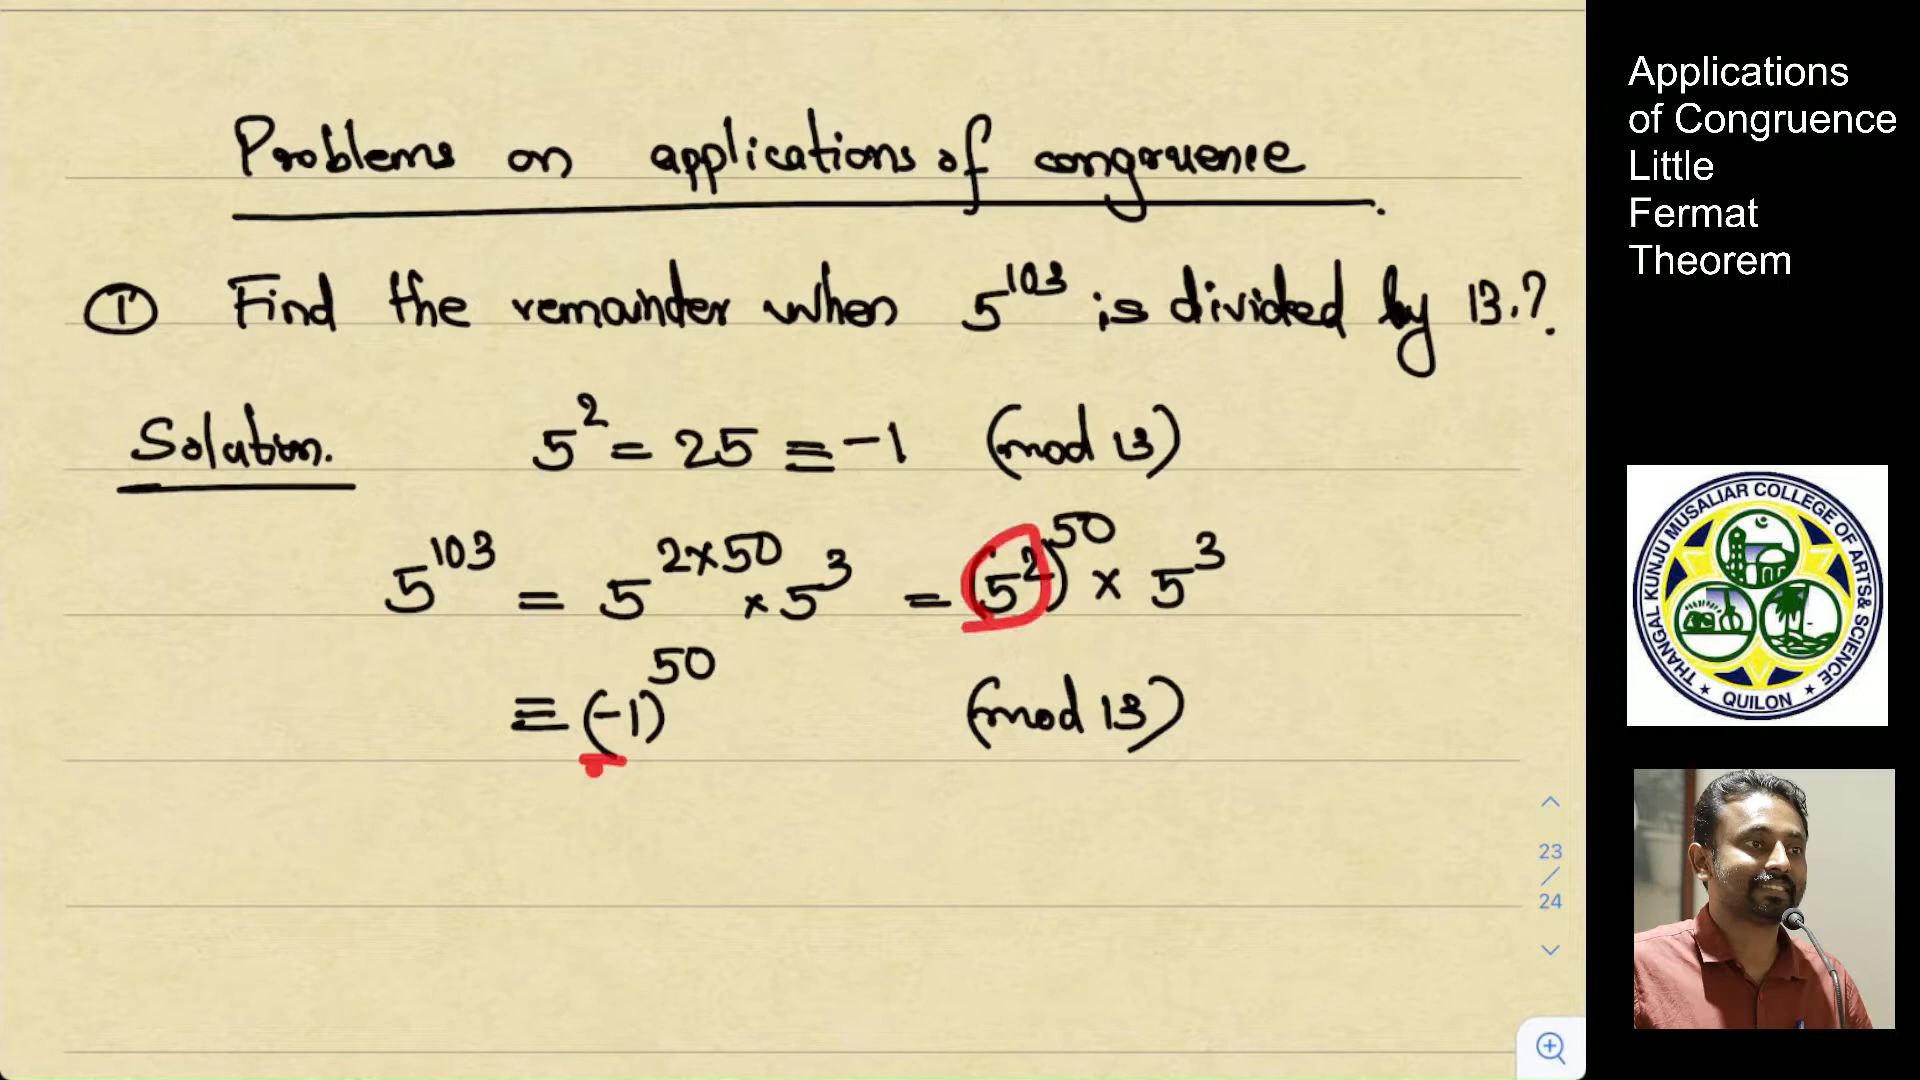 Problems on applications of congruence.
① Find the remainder when 5^103 is divided by 13.?
Solution. 5^2 = 25 ≡ -1 (mod 13)
5^103 = 5^2×50 × 5^3 = (5^2)^50 × 5^3
≡ (-1)^50 (mod 13)
23
/
24
Applications
of Congruence
Little
Fermat
Theorem
THANGAL KUNJU MUSALIAR COLLEGE OF ARTS & SCIENCE
★ QUILON ★